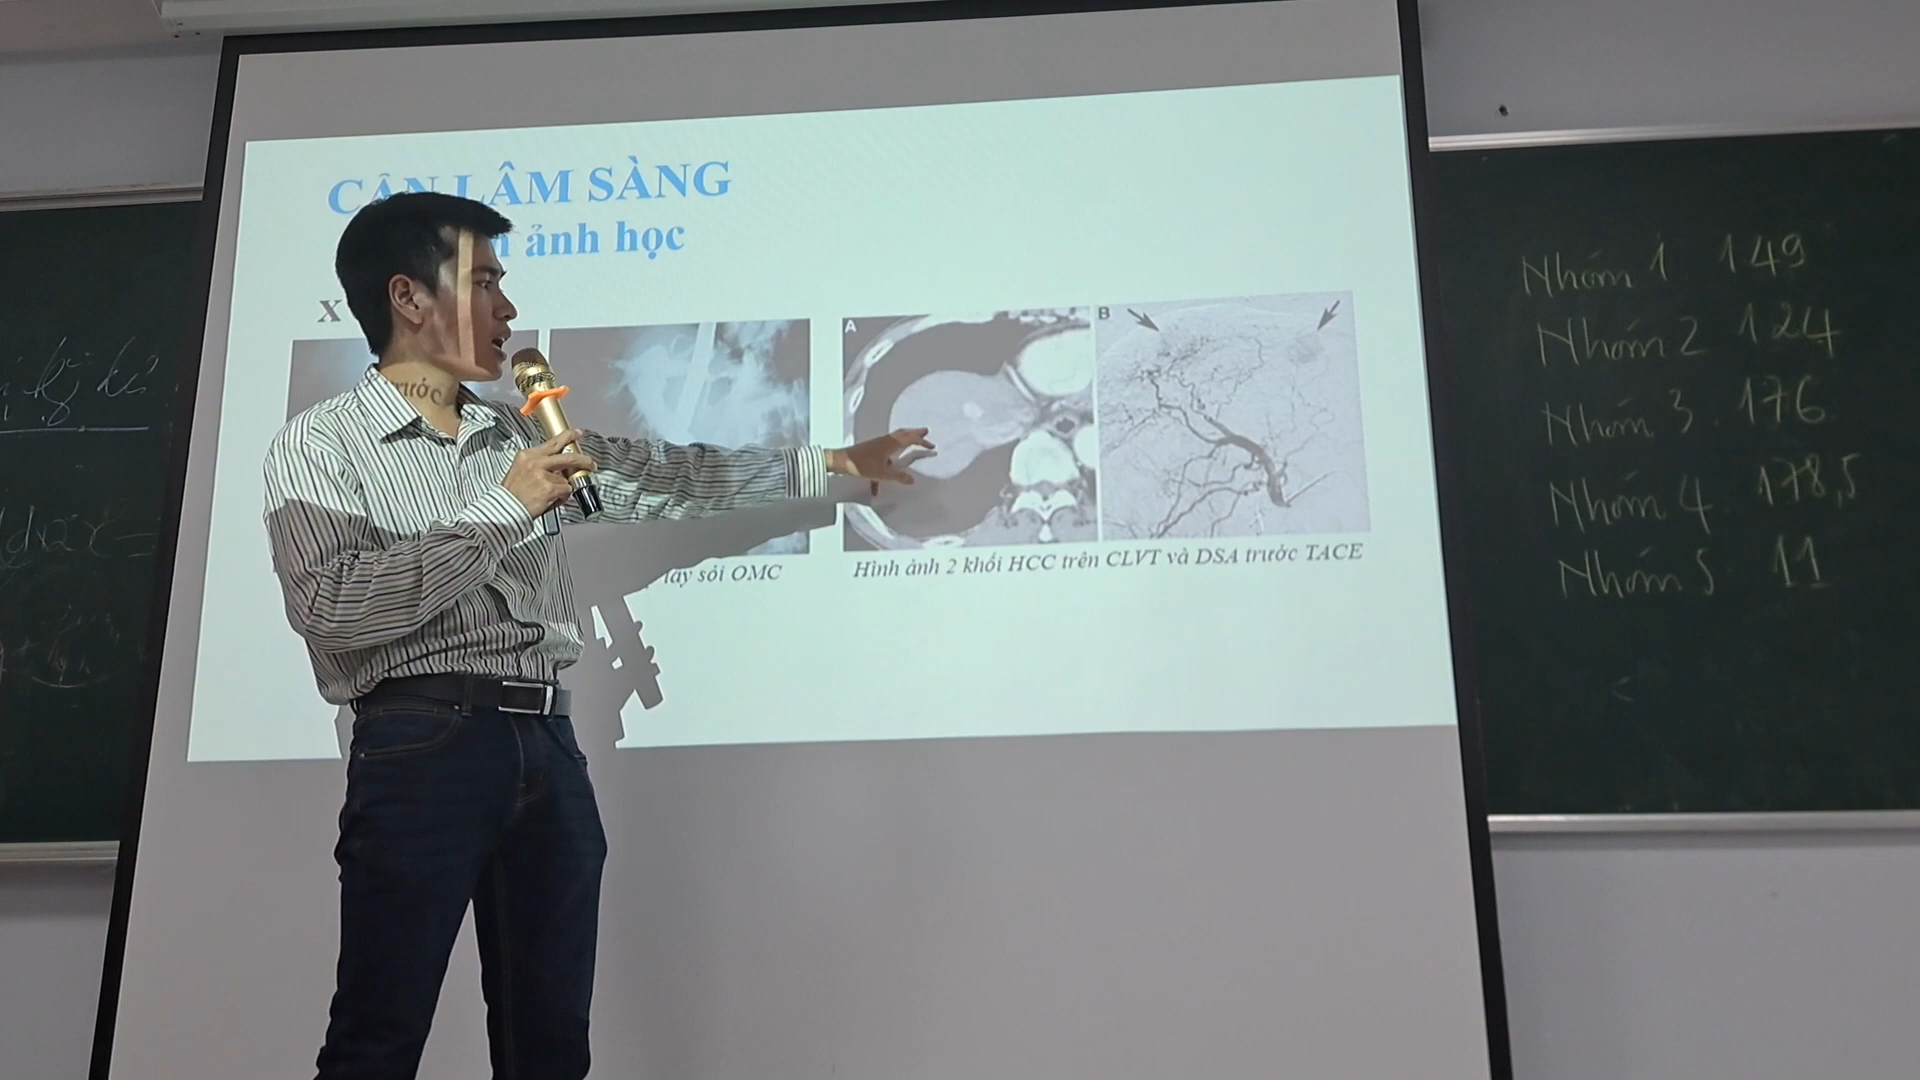 CẬN LÂM SÀNG
ảnh học
X
rước
A
B
lấy sỏi OMC
Hình ảnh 2 khối HCC trên CLVT và DSA trước TACE
Nhóm 1 149
Nhóm 2 124
Nhóm 3. 176
Nhóm 4. 178,5
Nhóm 5. 11